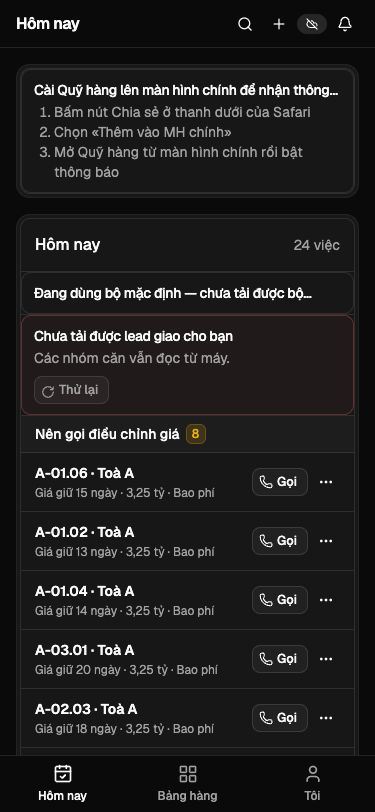 Hôm nay
Cài Quỹ hàng lên màn hình chính để nhận thông...
1. Bấm nút Chia sẻ ở thanh dưới của Safari
2. Chọn «Thêm vào MH chính»
3. Mở Quỹ hàng từ màn hình chính rồi bật
thông báo
Hôm nay
24 việc
Đang dùng bộ mặc định — chưa tải được bộ...
Chưa tải được lead giao cho bạn
Các nhóm căn vẫn đọc từ máy.
Thử lại
Nên gọi điều chỉnh giá 8
A-01.06 · Toà A
Giá giữ 15 ngày · 3,25 tỷ · Bao phí
Gọi
A-01.02 · Toà A
Giá giữ 13 ngày · 3,25 tỷ · Bao phí
Gọi
A-01.04 · Toà A
Giá giữ 14 ngày · 3,25 tỷ · Bao phí
Gọi
A-03.01 · Toà A
Giá giữ 20 ngày · 3,25 tỷ · Bao phí
Gọi
A-02.03 · Toà A
Giá giữ 18 ngày · 3,25 tỷ · Bao phí
Gọi
Hôm nay
Bảng hàng
Tôi